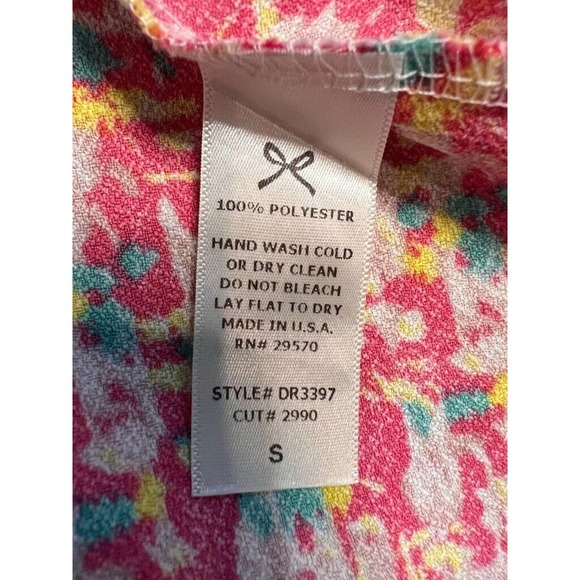 100% POLYESTER
HAND WASH COLD
OR DRY CLEAN
DO NOT BLEACH
LAY FLAT TO DRY
MADE IN U.S.A.
RN# 29570
STYLE# DR3397
CUT# 2990
S